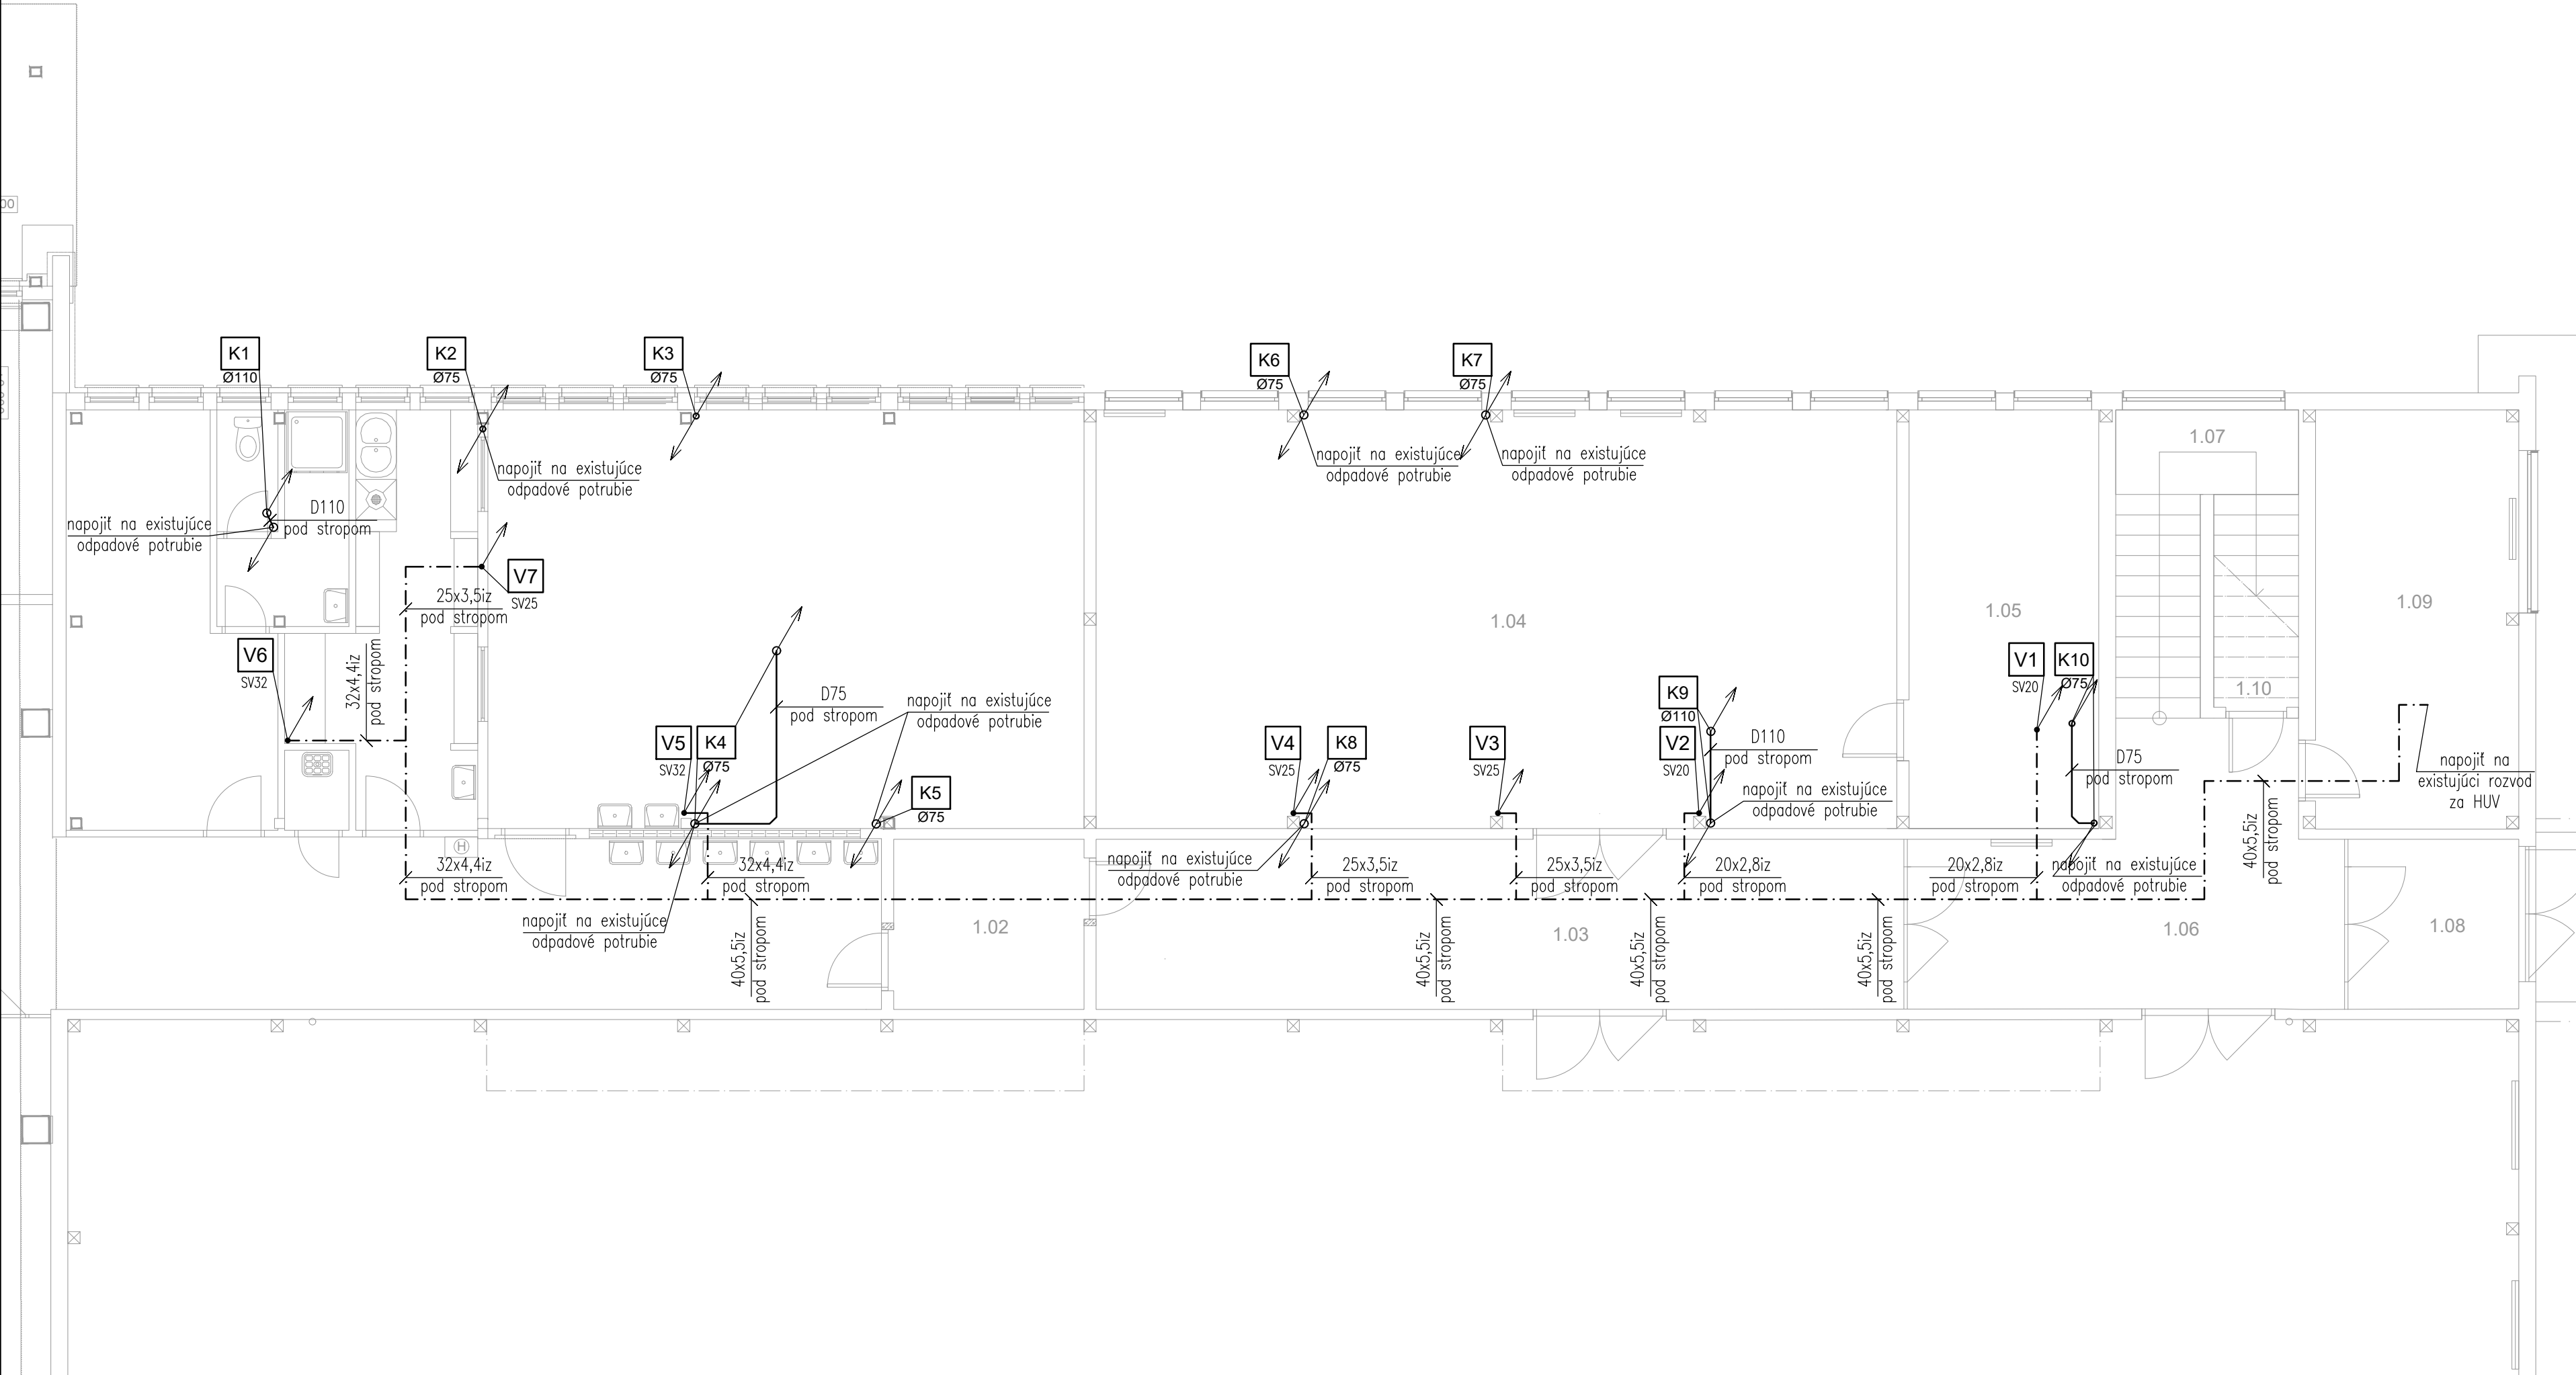 00
K1
Ø110
K2
Ø75
K3
Ø75
K6
Ø75
K7
Ø75
napojiť na existujúce
odpadové potrubie
napojiť na existujúce
odpadové potrubie
napojiť na existujúce
odpadové potrubie
1.07
D110
pod stropom
napojiť na existujúce
odpadové potrubie
V7
SV25
25x3,5iz
pod stropom
V6
SV32
32x4,4iz
pod stropom
1.04
1.05
1.09
V1
SV20
K10
Ø75
1.10
D75
pod stropom
napojiť na existujúce
odpadové potrubie
K9
Ø110
V5
SV32
K4
Ø75
V4
SV25
K8
Ø75
V3
SV25
V2
SV20
D110
pod stropom
D75
pod stropom
napojiť na
existujúci rozvod
za HUV
K5
Ø75
napojiť na existujúce
odpadové potrubie
H
32x4,4iz
pod stropom
32x4,4iz
pod stropom
napojiť na existujúce
odpadové potrubie
25x3,5iz
pod stropom
25x3,5iz
pod stropom
20x2,8iz
pod stropom
20x2,8iz
pod stropom
napojiť na existujúce
odpadové potrubie
40x5,5iz
pod stropom
napojiť na existujúce
odpadové potrubie
1.02
1.03
1.06
1.08
40x5,5iz
pod stropom
40x5,5iz
pod stropom
40x5,5iz
pod stropom
40x5,5iz
pod stropom